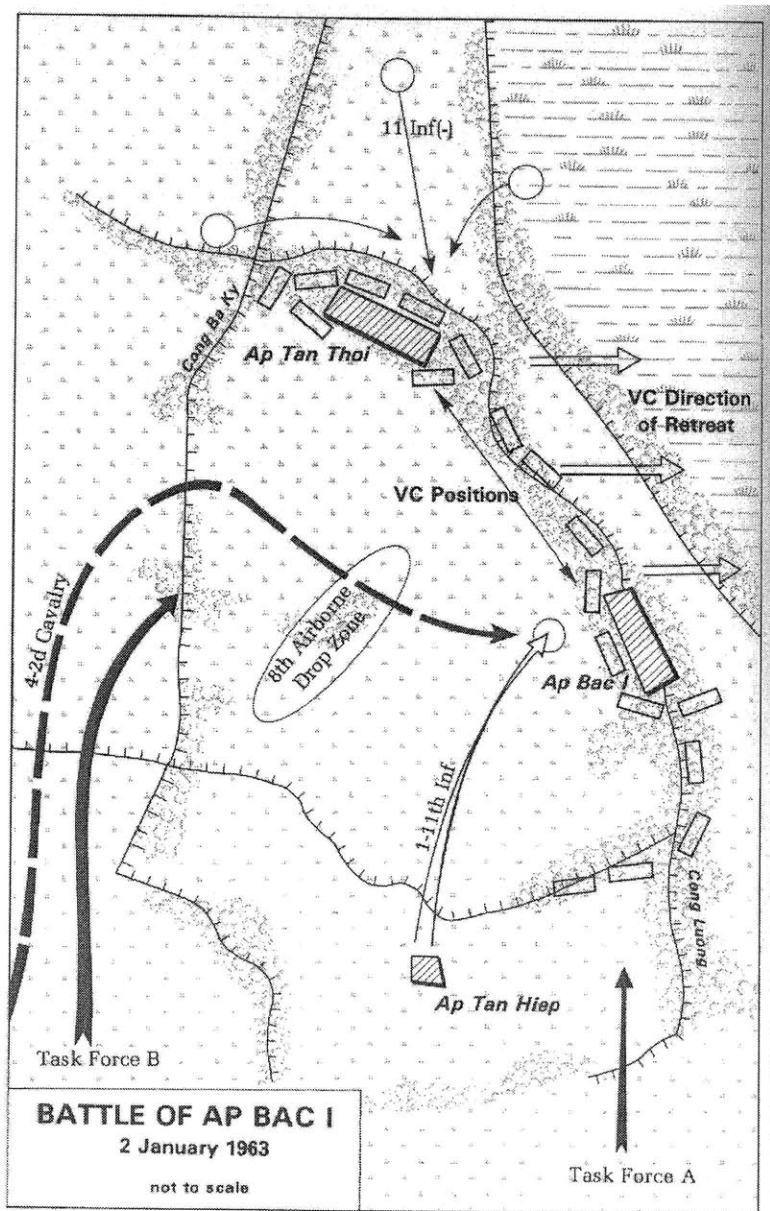 11 Inf(-)
Cong Ba Ky
Ap Tan Thoi
VC Direction
of Retreat
VC Positions
4-2d Cavalry
8th Airborne
Drop Zone
Ap Bac I
1-11th Inf
Cong Luong
Ap Tan Hiep
Task Force B
BATTLE OF AP BAC I
2 January 1963
not to scale
Task Force A